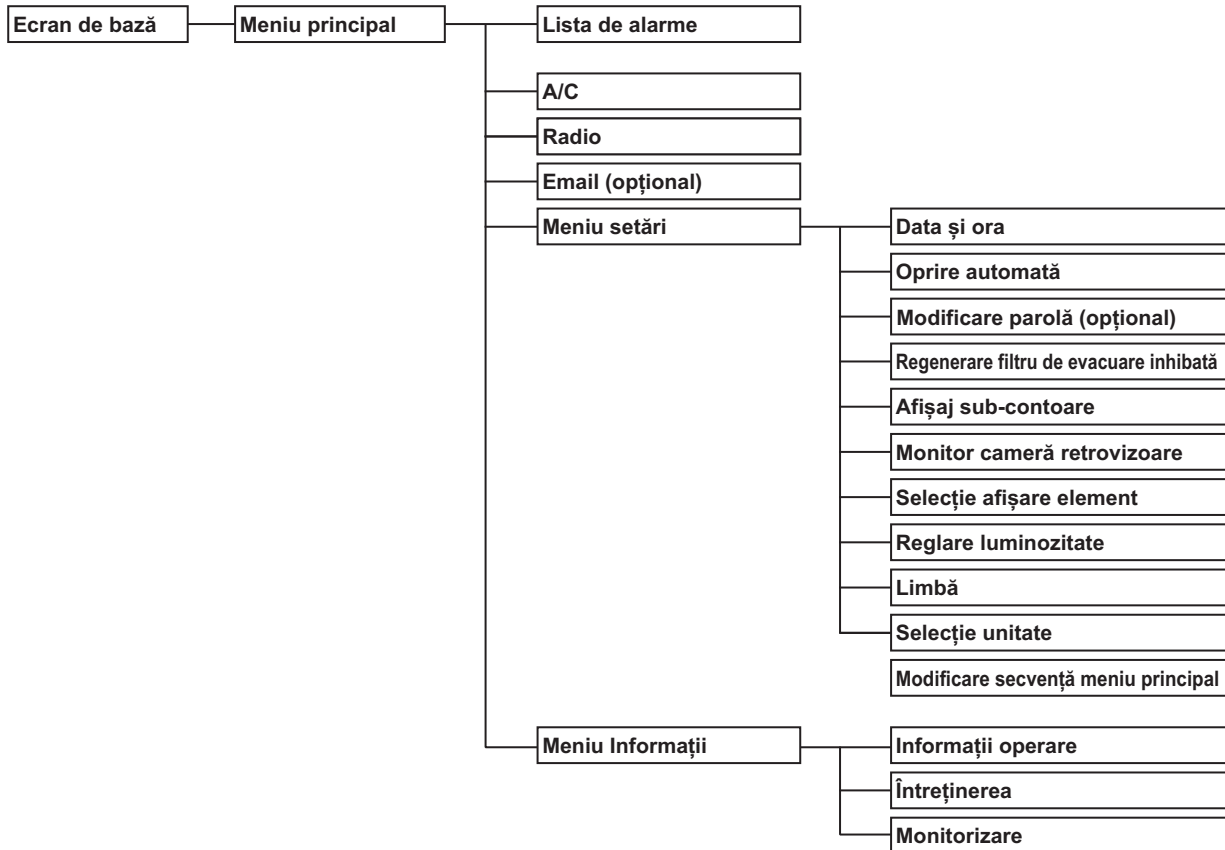 Ecran de bază
Meniu principal
Lista de alarme
A/C
Radio
Email (opțional)
Meniu setări
Data și ora
Oprire automată
Modificare parolă (opțional)
Regenerare filtru de evacuare inhibată
Afișaj sub-contoare
Monitor cameră retrovizoare
Selecție afișare element
Reglare luminozitate
Limbă
Selecție unitate
Modificare secvență meniu principal
Meniu Informații
Informații operare
Întreținerea
Monitorizare